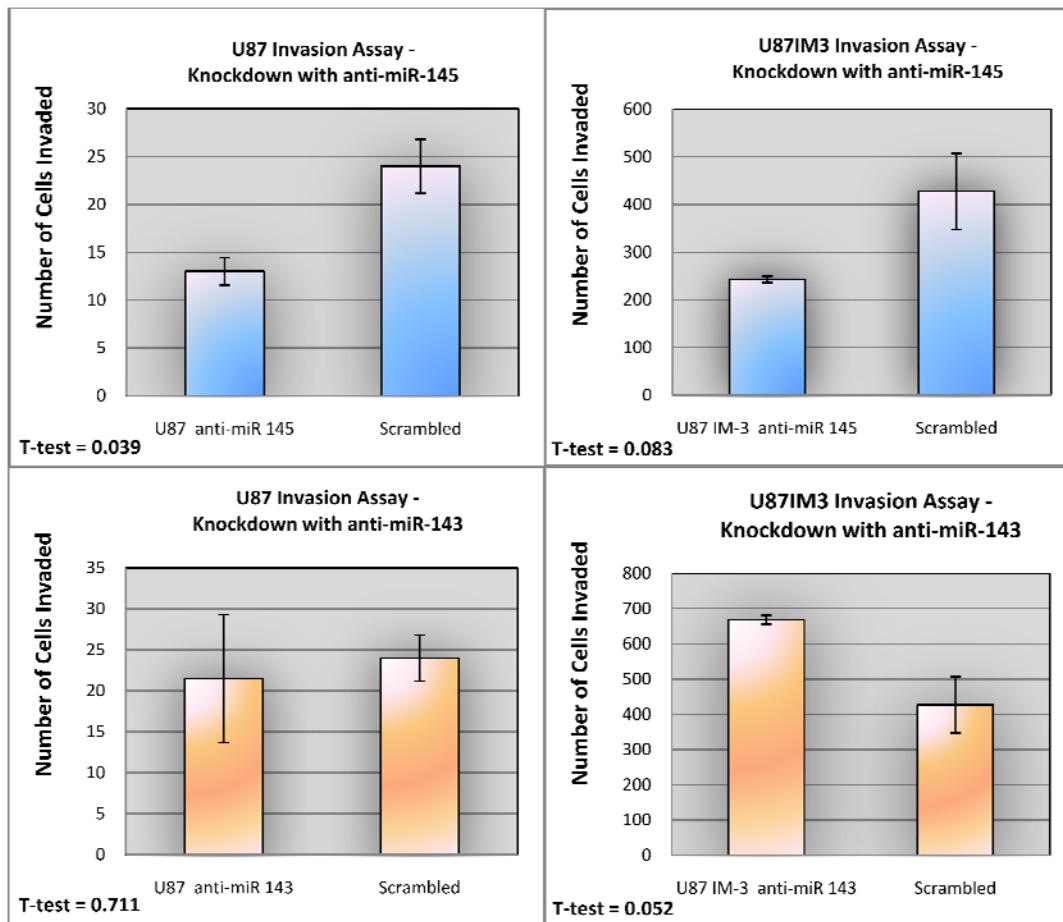 U87 Invasion Assay -
Knockdown with anti-miR-145
Number of Cells Invaded
30
25
20
15
10
5
0
U87 anti-miR 145
Scrambled
T-test = 0.039
U87IM3 Invasion Assay -
Knockdown with anti-miR-145
Number of Cells Invaded
600
500
400
300
200
100
0
U87 IM-3 anti-miR 145
Scrambled
T-test = 0.083
U87 Invasion Assay -
Knockdown with anti-miR-143
Number of Cells Invaded
35
30
25
20
15
10
5
0
U87 anti-miR 143
Scrambled
T-test = 0.711
U87IM3 Invasion Assay -
Knockdown with anti-miR-143
Number of Cells Invaded
800
700
600
500
400
300
200
100
0
U87 IM-3 anti-miR 143
Scrambled
T-test = 0.052